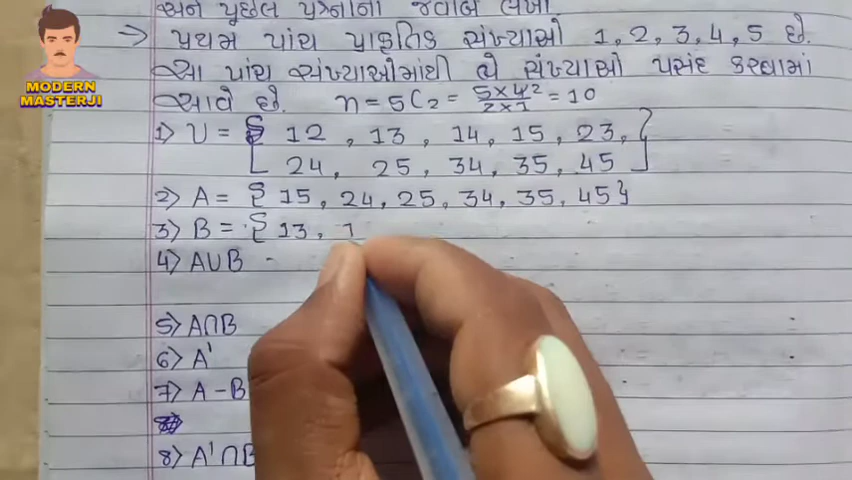 અને પૂછેલ પ્રશ્નોના જવાબ લખો.
→ પ્રથમ પાંચ પ્રાકૃતિક સંખ્યાઓ 1, 2, 3, 4, 5 છે.
આ પાંચ સંખ્યાઓમાંથી બે સંખ્યાઓ પસંદ કરવામાં
આવે છે. n = 5C₂ = 5×4²/2×1 = 10
1) U = { 12, 13, 14, 15, 23,
24, 25, 34, 35, 45 }
2) A = { 15, 24, 25, 34, 35, 45 }
3) B = { 13, 1
4) A∪B -
5) A∩B
6) A'
7) A - B
8) A' ∩ B
MODERN
MASTERJI